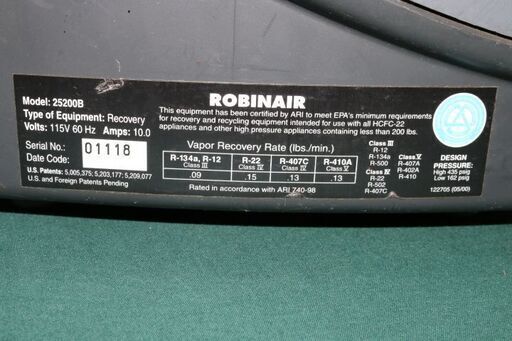 Model: 25200B
Type of Equipment: Recovery
Volts: 115V 60 Hz Amps: 10.0
Serial No.: 01118
Date Code:
U.S. Patents: 5,005,375; 5,203,177; 5,209,077
U.S. and Foreign Patents Pending
ROBINAIR
This equipment has been certified by ARI to meet EPA's minimum requirements
for recovery and recycling equipment intended for use with all HCFC-22
appliances and other high pressure appliances containing less than 200 lbs.
Vapor Recovery Rate (lbs./min.)
R-134a, R-12 Class III R-22 Class IV R-407C Class IV R-410A Class V
.09 .15 .13 .13
Rated in accordance with ARI 740-98
Class III
R-12
R-134a
R-500
Class IV
R-22
R-502
R-407C
Class V
R-407A
R-402A
R-410
DESIGN
PRESSURE:
High 435 psig
Low 162 psig
122705 (05/00)